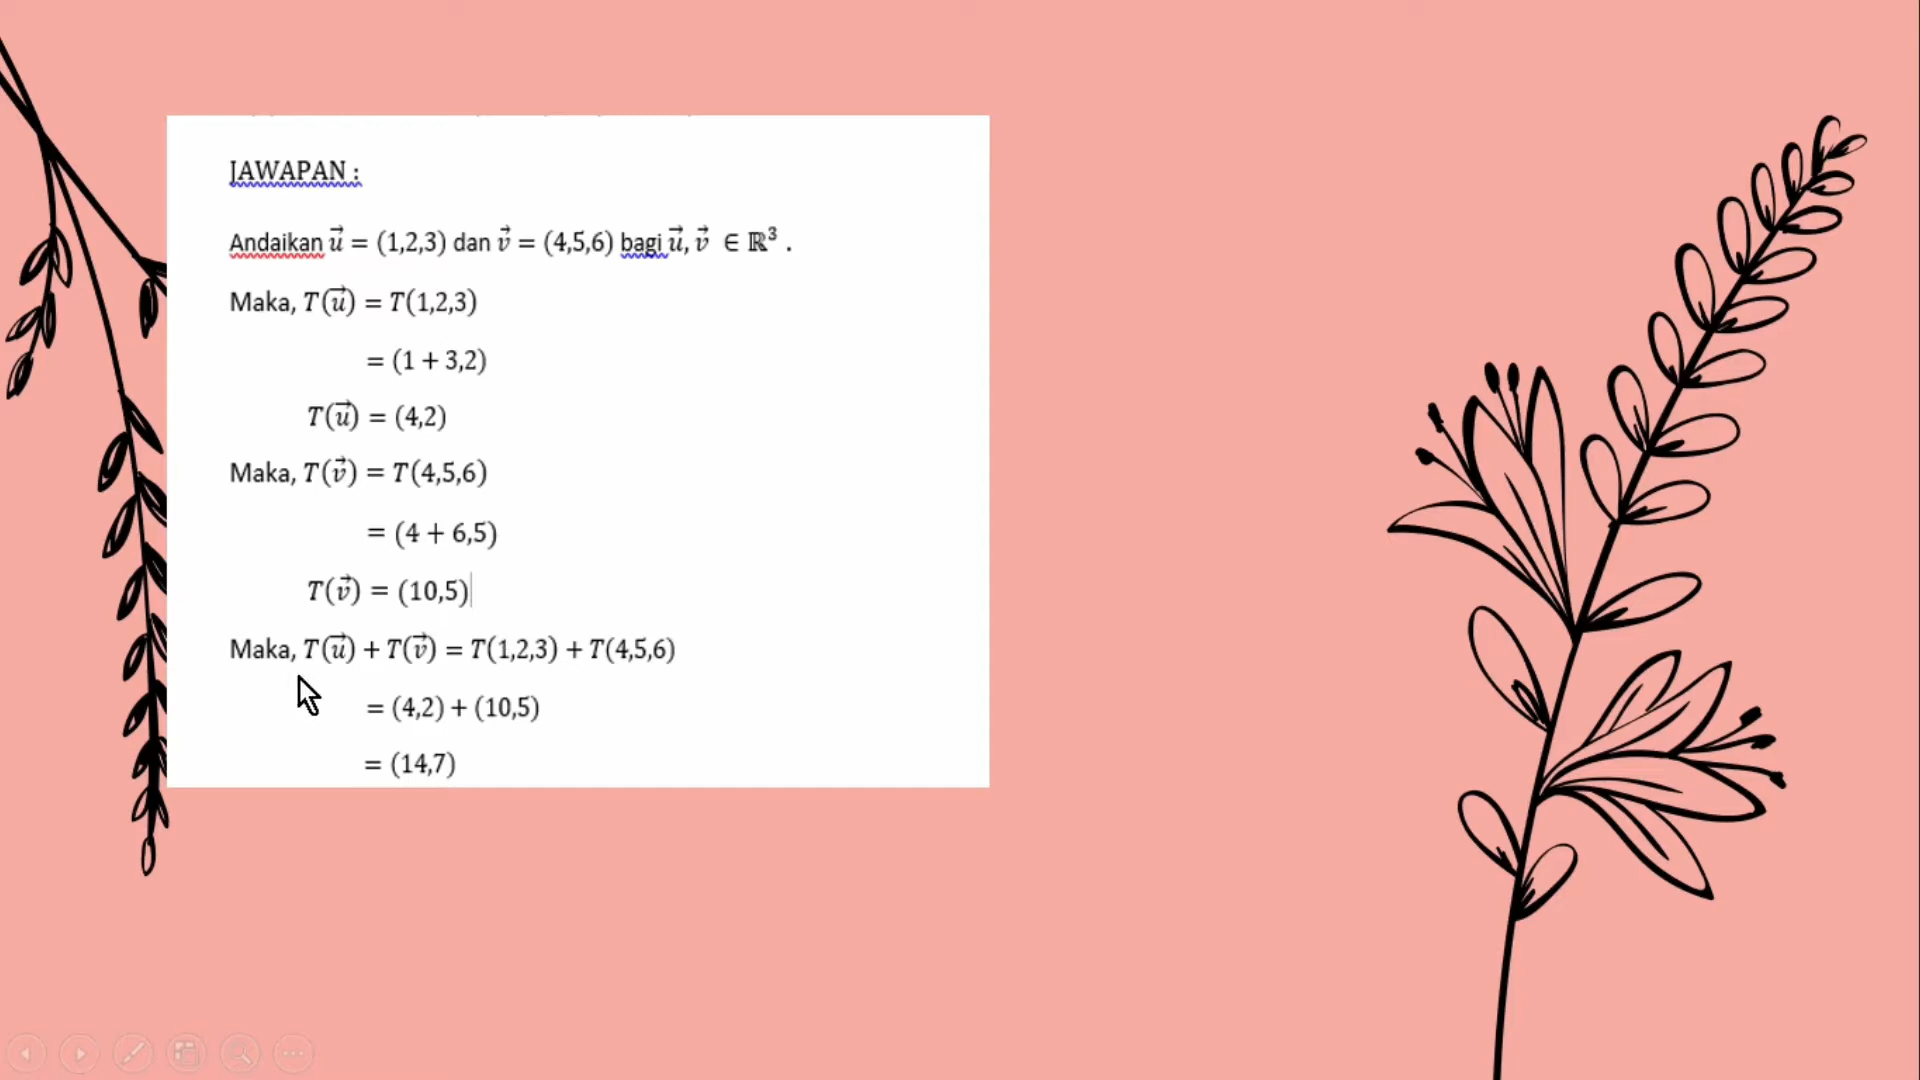 JAWAPAN :
Andaikan u⃗ = (1,2,3) dan v⃗ = (4,5,6) bagi u⃗, v⃗ ∈ ℝ³ .
Maka, T(u⃗) = T(1,2,3)
= (1 + 3,2)
T(u⃗) = (4,2)
Maka, T(v⃗) = T(4,5,6)
= (4 + 6,5)
T(v⃗) = (10,5)
Maka, T(u⃗) + T(v⃗) = T(1,2,3) + T(4,5,6)
= (4,2) + (10,5)
= (14,7)